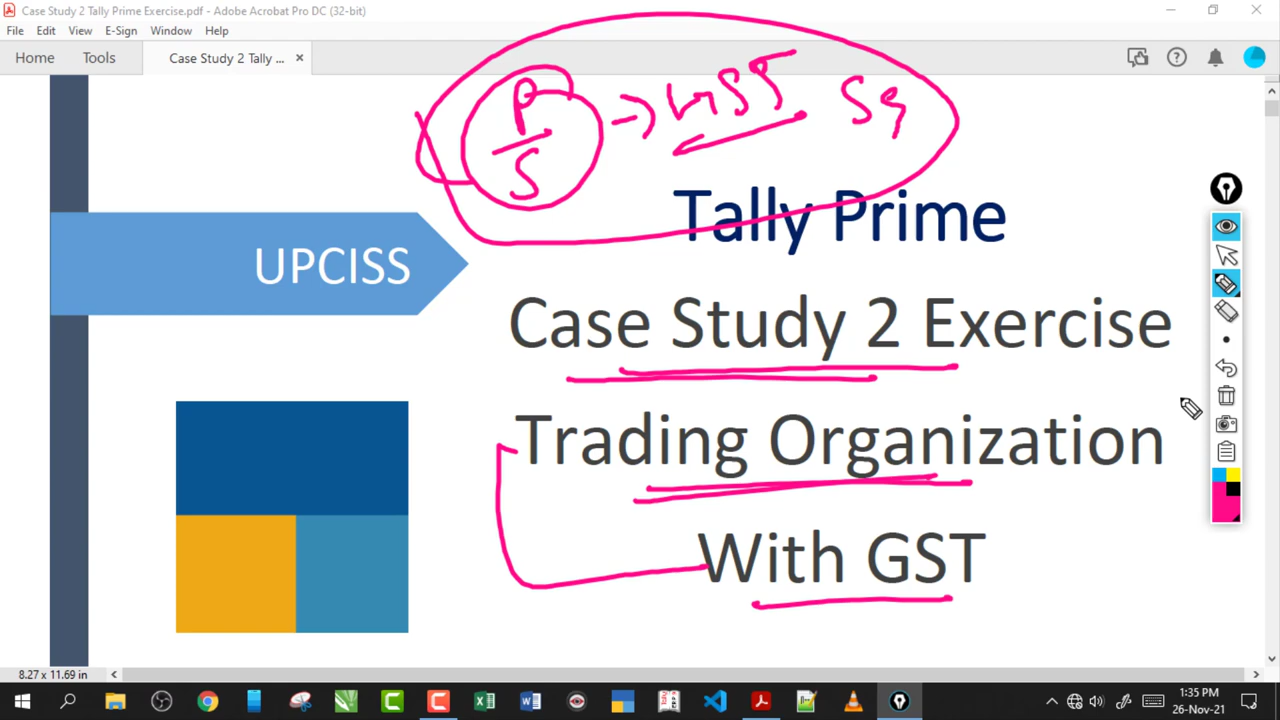 Case Study 2 Tally Prime Exercise.pdf - Adobe Acrobat Pro DC (32-bit)
File Edit View E-Sign Window Help
Home Tools Case Study 2 Tally ... ×
P
S
GST
Tally Prime
UPCISS
Case Study 2 Exercise
Trading Organization
With GST
8.27 x 11.69 in
1:35 PM
26-Nov-21